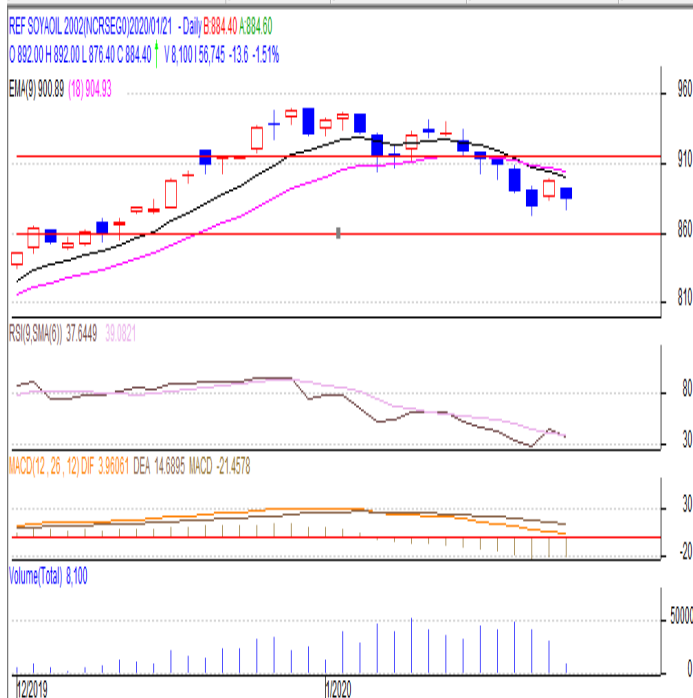 REF SOYAOIL 2002(NCRSEG0)2020/01/21 - Daily B:884.40 A:884.60
O 892.00 H 892.00 L 876.40 C 884.40 V 8,100 I 56,745 -13.6 -1.51%
EMA(9) 900.89 (18) 904.93
960
910
860
810
RSI(9,SMA(6)) 37.6449 39.0821
80
30
MACD(12 , 26 , 12) DIF 3.96061 DEA 14.6895 MACD -21.4578
30
-20
Volume(Total) 8,100
50000
0
12/2019 1/2020